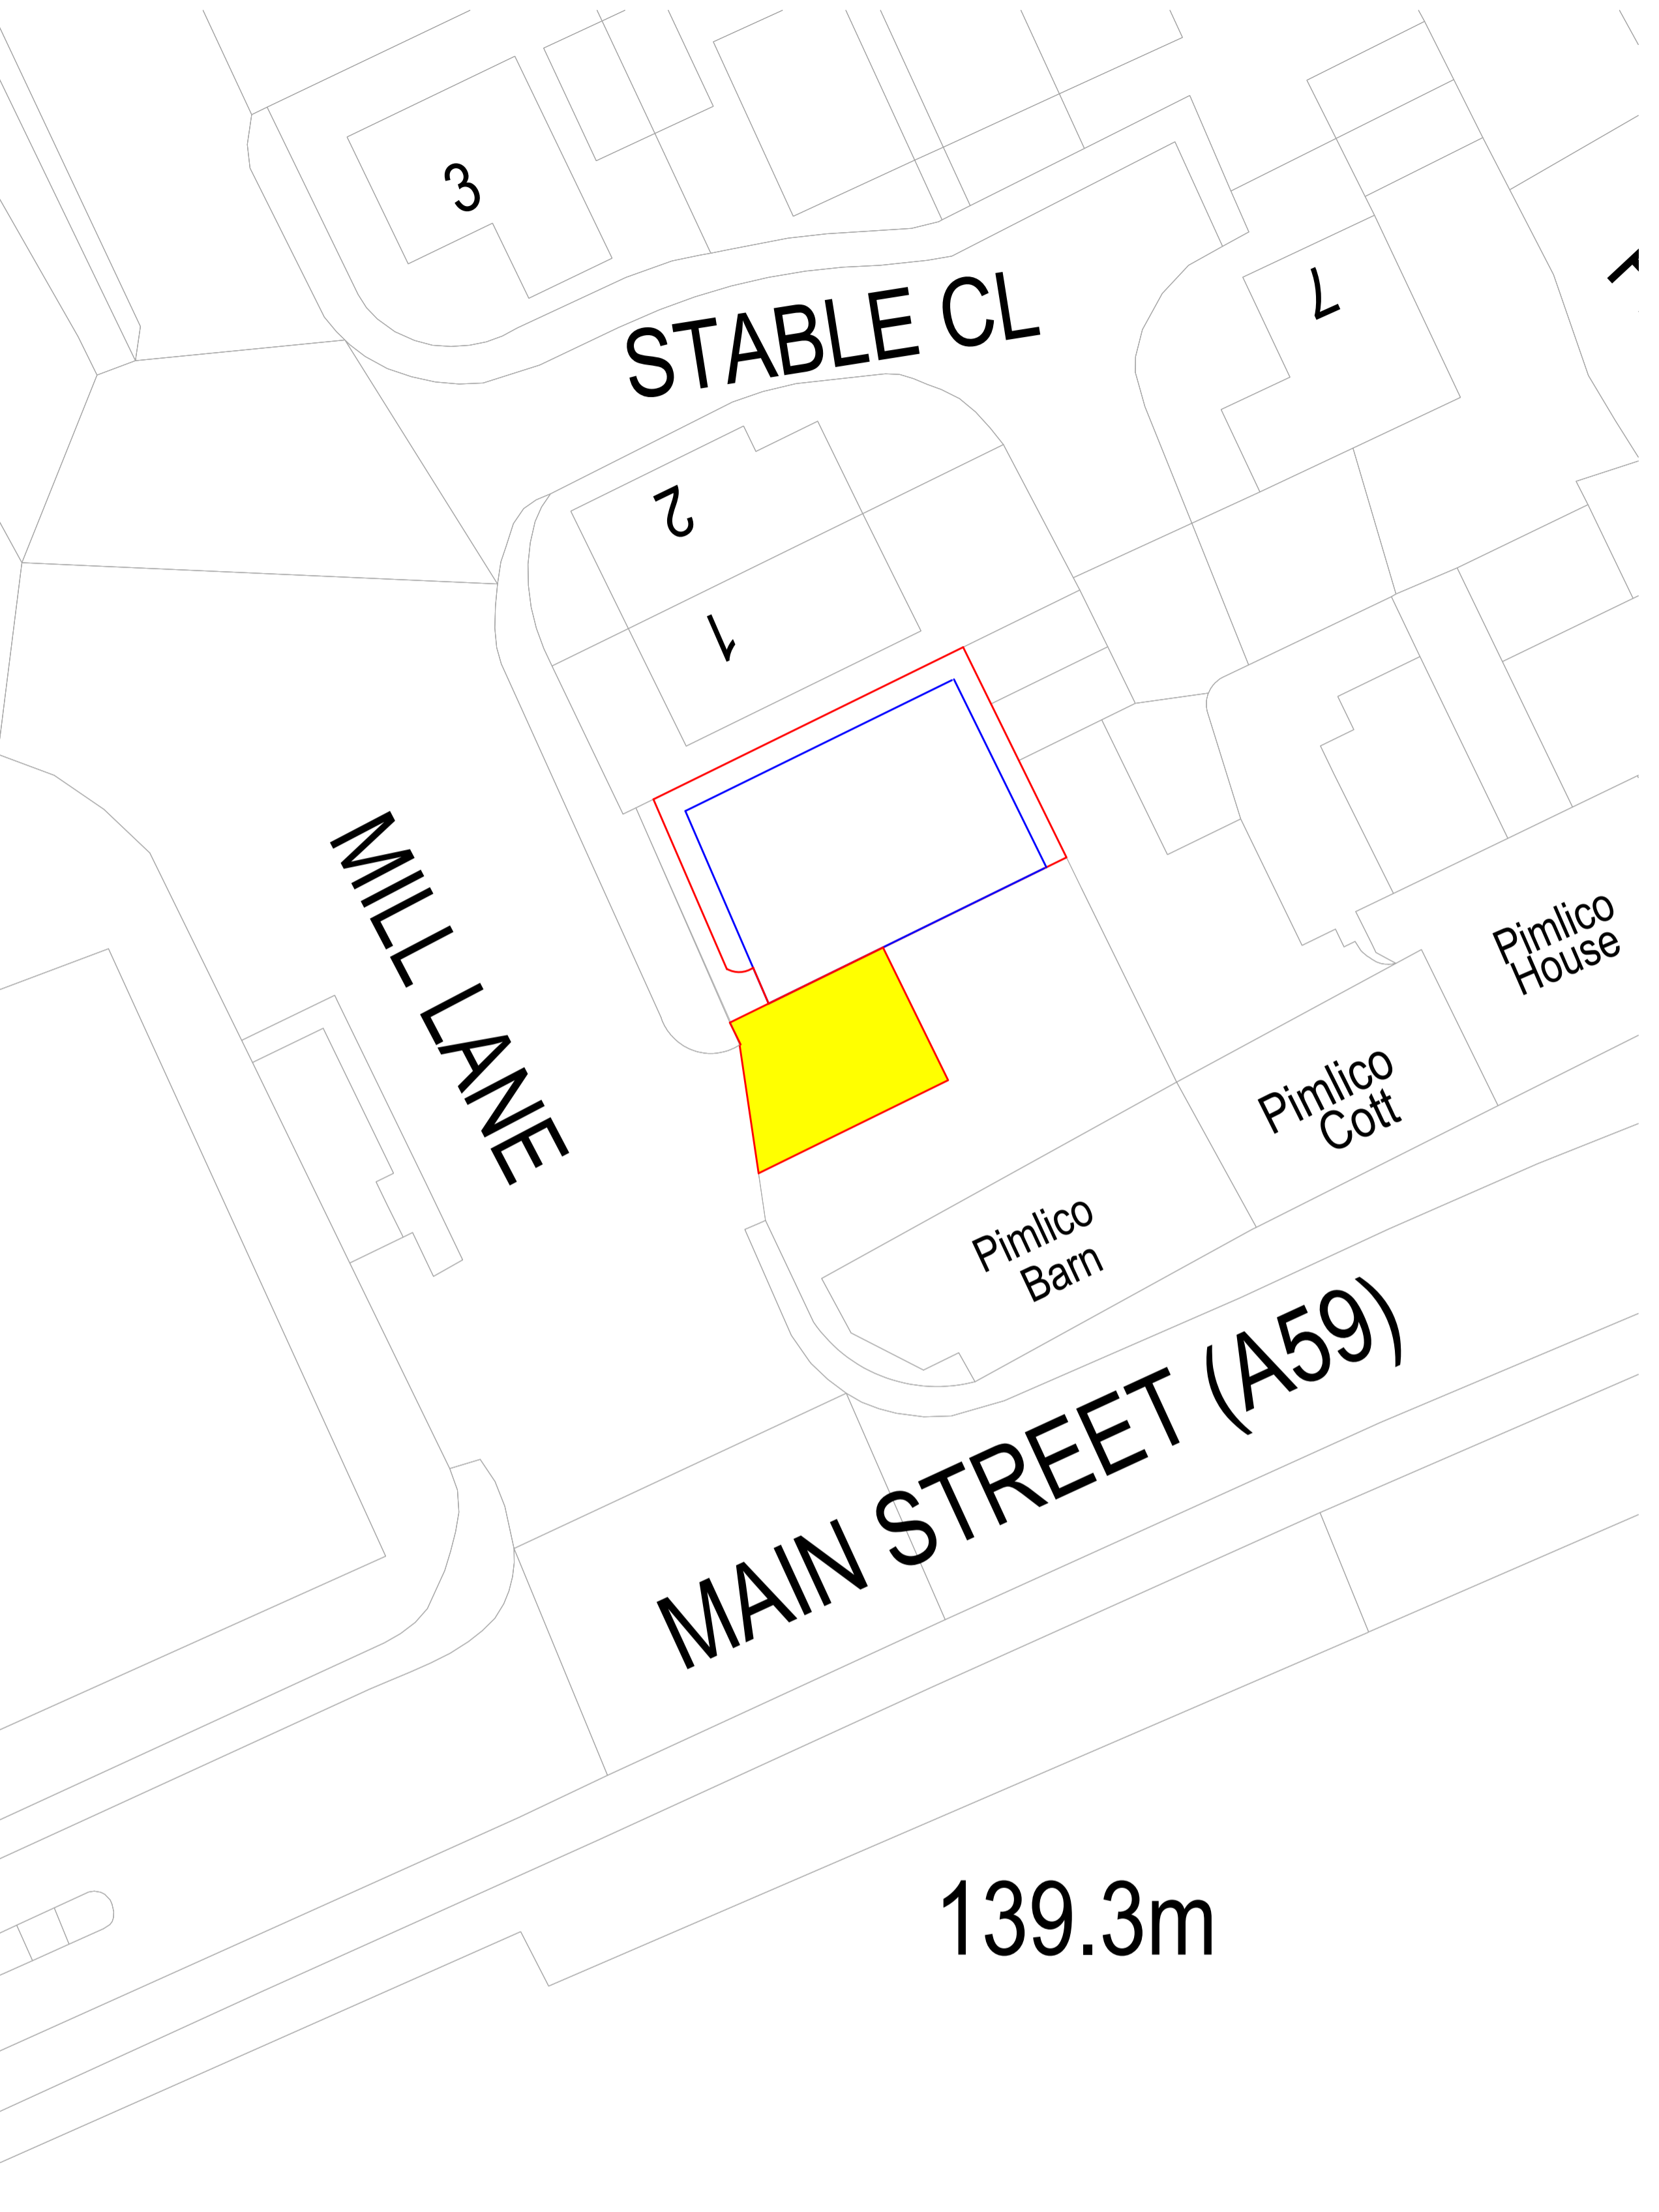 3
STABLE CL
7
2
1
MILL LANE
Pimlico
House
Pimlico
Cott
Pimlico
Barn
MAIN STREET (A59)
139.3m